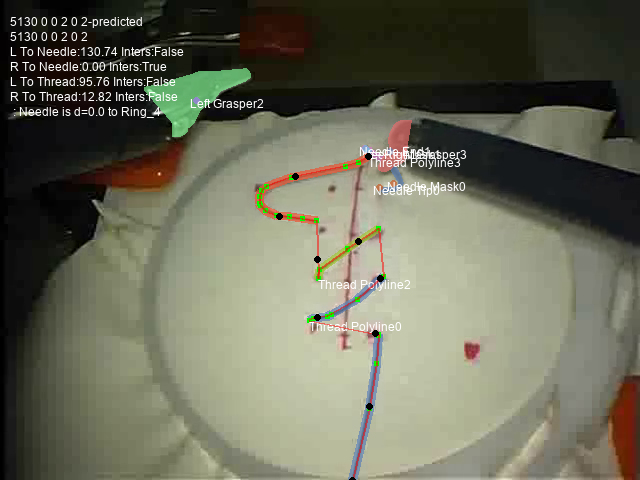 5130 0 0 2 0 2-predicted
5130 0 0 2 0 2
L To Needle:130.74 Inters:False
R To Needle:0.00 Inters:True
L To Thread:95.76 Inters:False
R To Thread:12.82 Inters:False
: Needle is d=0.0 to Ring_4
Left Grasper2
Needle End1
Thread Polyline3
Needle Mask0
Needle Tip0
Thread Polyline2
Thread Polyline0